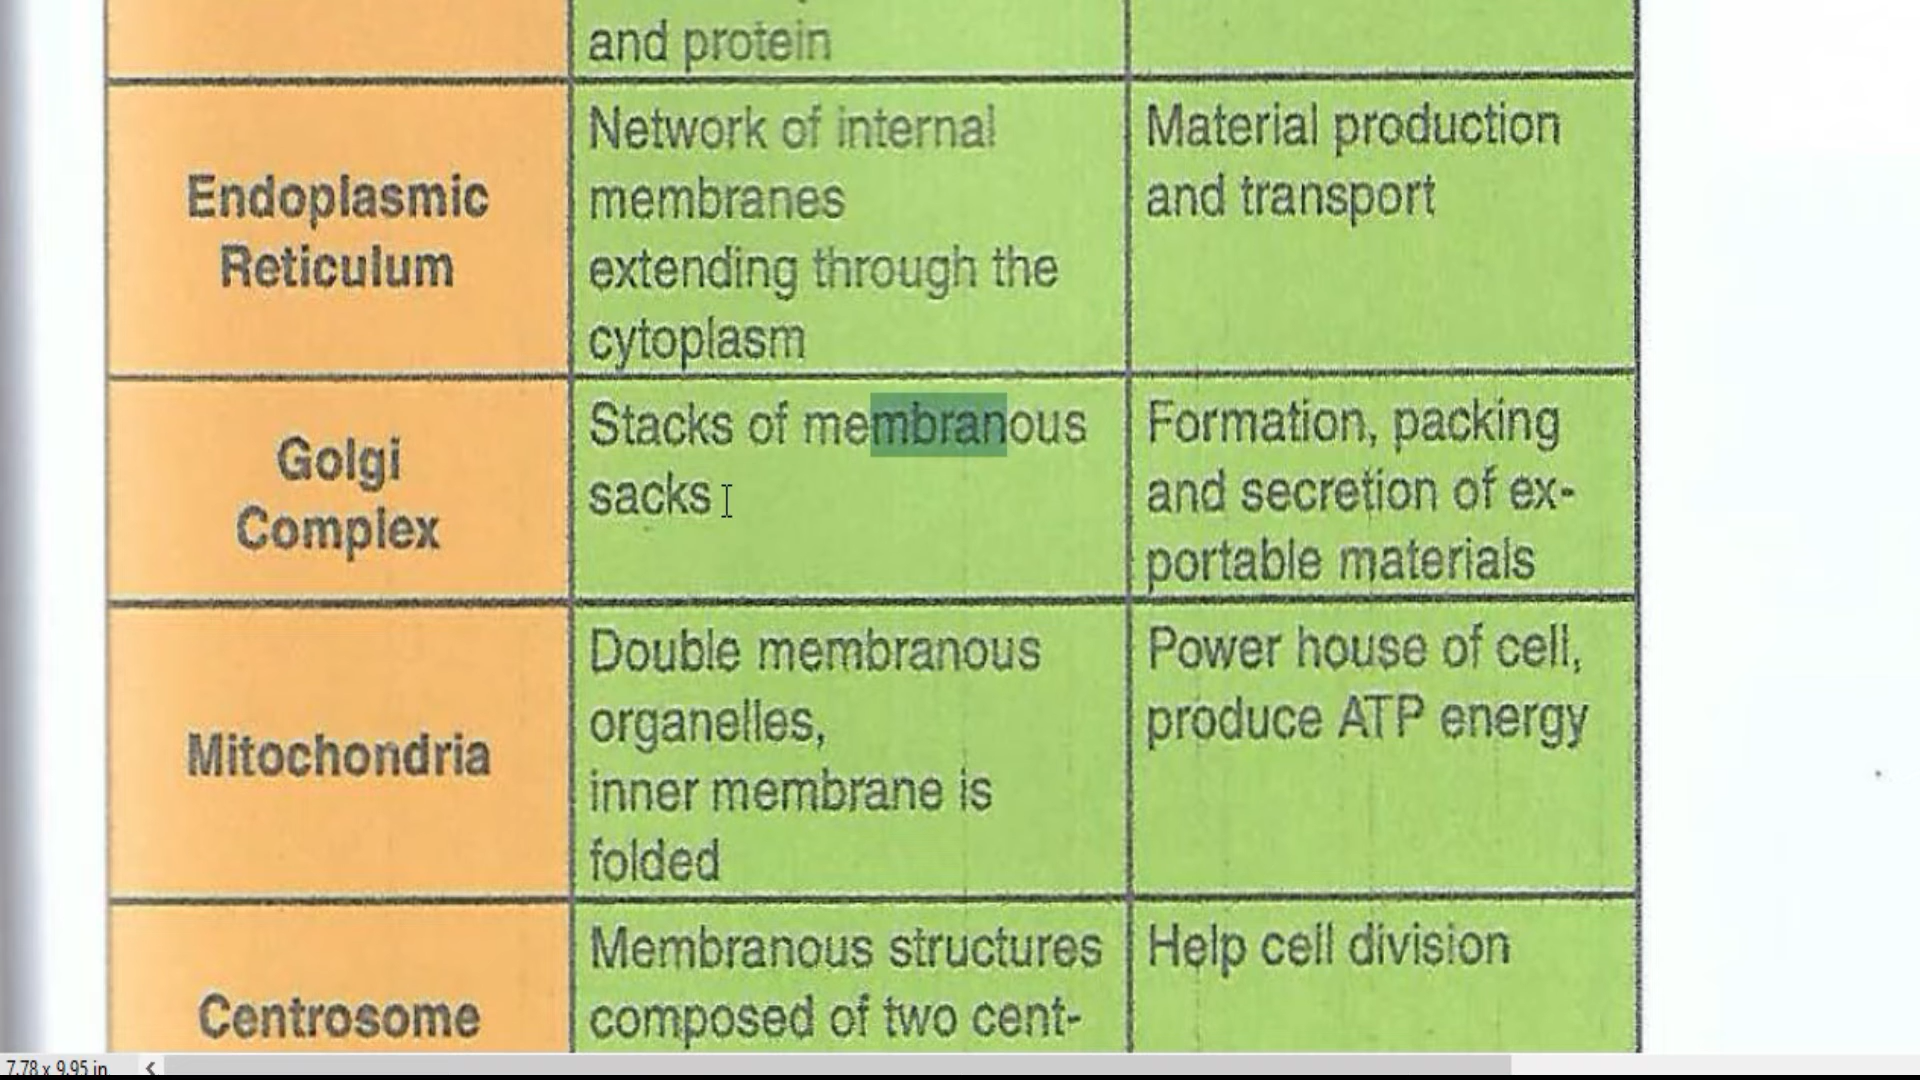 and protein
Endoplasmic
Reticulum
Network of internal
membranes
extending through the
cytoplasm
Material production
and transport
Golgi
Complex
Stacks of membranous
sacks
Formation, packing
and secretion of ex-
portable materials
Mitochondria
Double membranous
organelles,
inner membrane is
folded
Power house of cell,
produce ATP energy
Centrosome
Membranous structures
composed of two cent-
Help cell division
7.78 x 9.95 in